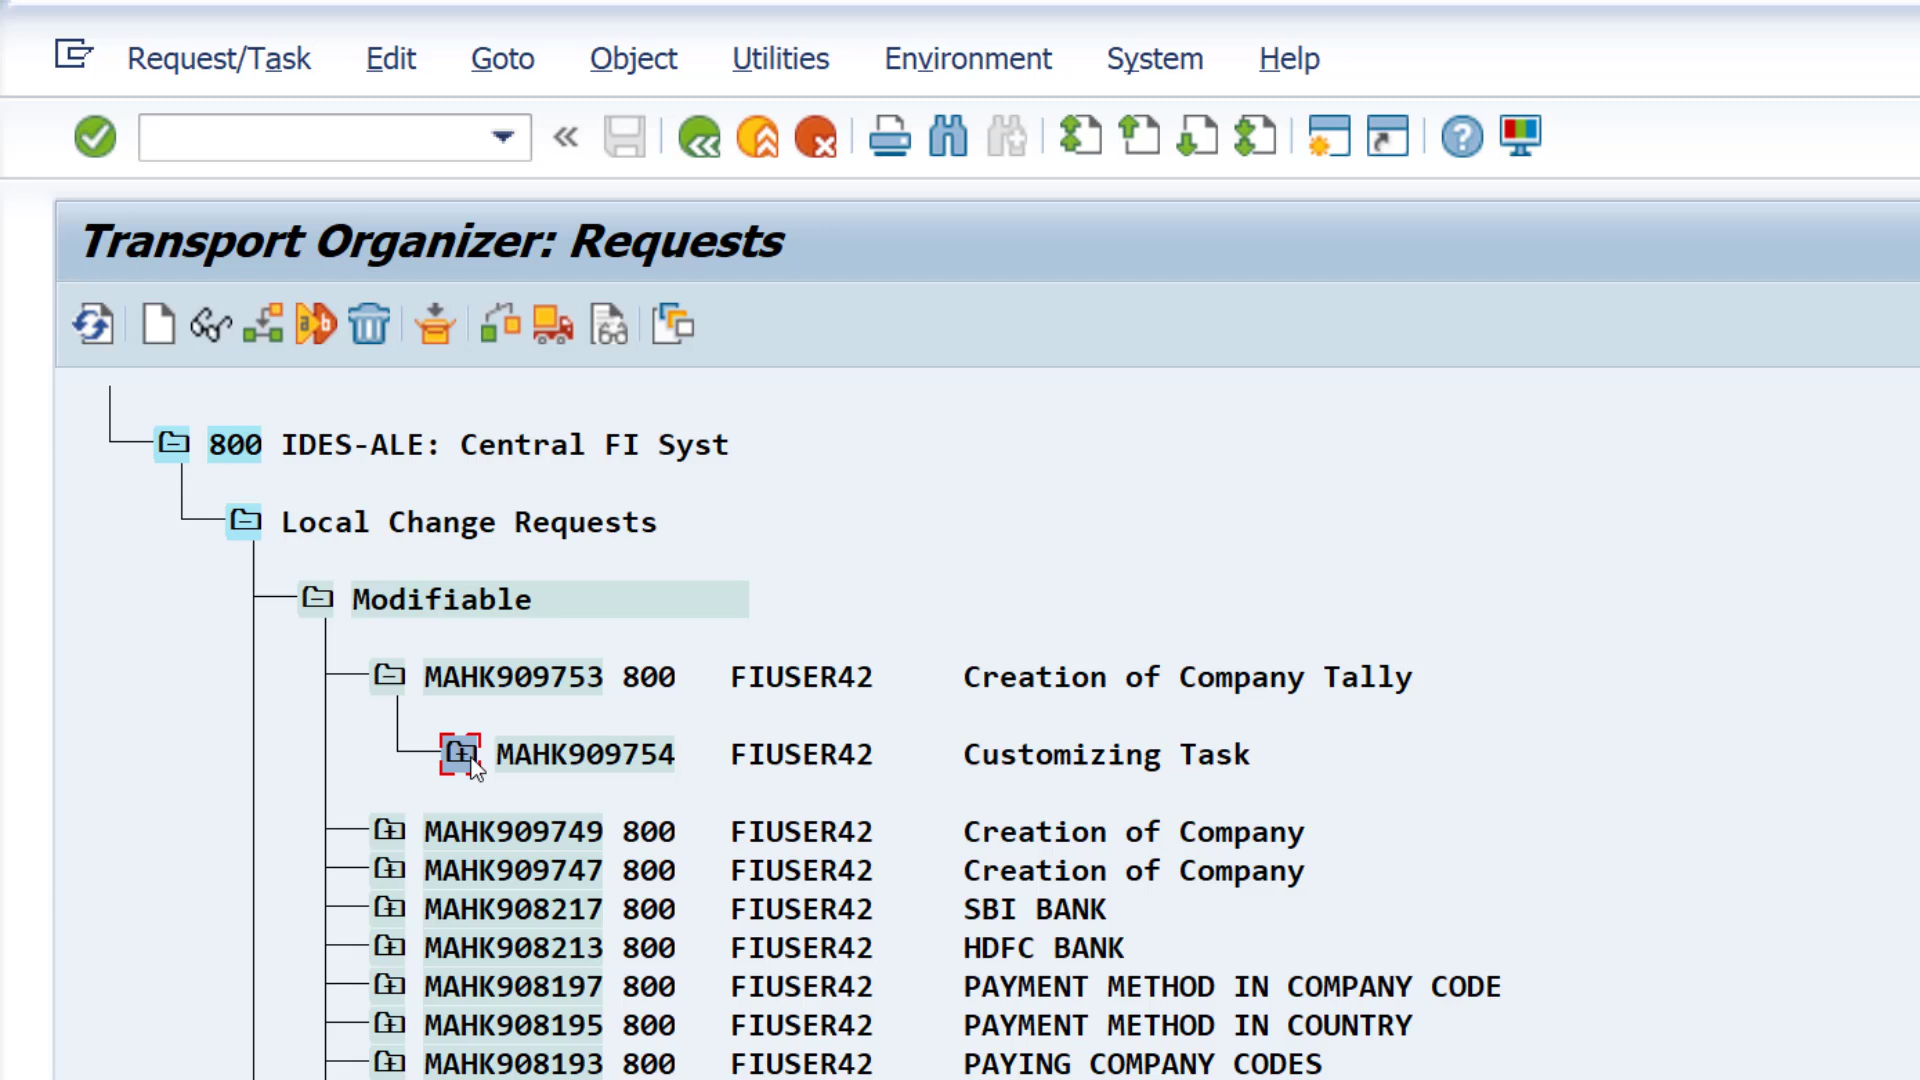 Request/Task Edit Goto Object Utilities Environment System Help
Transport Organizer: Requests
800 IDES-ALE: Central FI Syst
Local Change Requests
Modifiable
MAHK909753 800 FIUSER42 Creation of Company Tally
MAHK909754 FIUSER42 Customizing Task
MAHK909749 800 FIUSER42 Creation of Company
MAHK909747 800 FIUSER42 Creation of Company
MAHK908217 800 FIUSER42 SBI BANK
MAHK908213 800 FIUSER42 HDFC BANK
MAHK908197 800 FIUSER42 PAYMENT METHOD IN COMPANY CODE
MAHK908195 800 FIUSER42 PAYMENT METHOD IN COUNTRY
MAHK908193 800 FIUSER42 PAYING COMPANY CODES